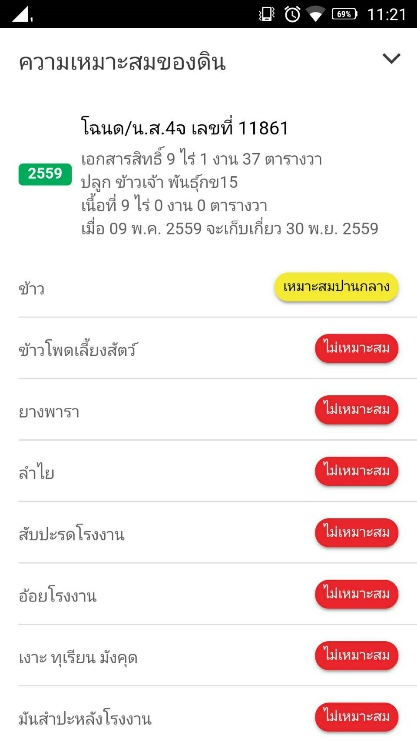 69% 11:21
ความเหมาะสมของดิน
โฉนด/น.ส.4จ เลขที่ 11861
2559
เอกสารสิทธิ์ 9 ไร่ 1 งาน 37 ตารางวา
ปลูก ข้าวเจ้า พันธุ์กข15
เนื้อที่ 9 ไร่ 0 งาน 0 ตารางวา
เมื่อ 09 พ.ค. 2559 จะเก็บเกี่ยว 30 พ.ย. 2559
ข้าว เหมาะสมปานกลาง
ข้าวโพดเลี้ยงสัตว์ ไม่เหมาะสม
ยางพารา ไม่เหมาะสม
ลำไย ไม่เหมาะสม
สับปะรดโรงงาน ไม่เหมาะสม
อ้อยโรงงาน ไม่เหมาะสม
เงาะ ทุเรียน มังคุด ไม่เหมาะสม
มันสำปะหลังโรงงาน ไม่เหมาะสม